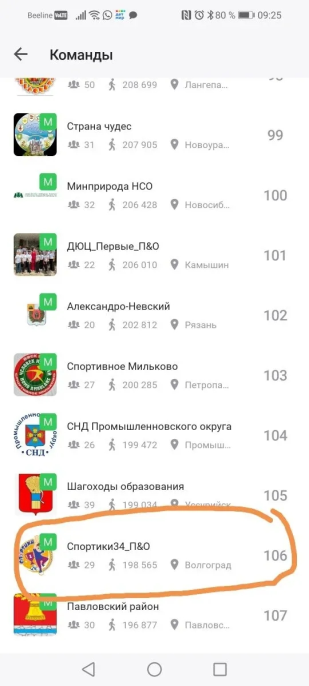 Beeline VoLTE 80 % 09:25
Команды
50 208 699 Лангепа...
Страна чудес
31 207 905 Новоура... 99
Минприрода НСО
32 206 428 Новосиб... 100
ДЮЦ_Первые_П&О
22 206 010 Камышин 101
Александро-Невский
20 202 812 Рязань 102
Спортивное Мильково
27 200 285 Петропа... 103
СНД Промышленновского округа
26 199 472 Промыш... 104
Шагоходы образования
39 199 034 Уссурийск 105
Спортики34_П&О
29 198 565 Волгоград 106
Павловский район
30 196 877 Павловс... 107